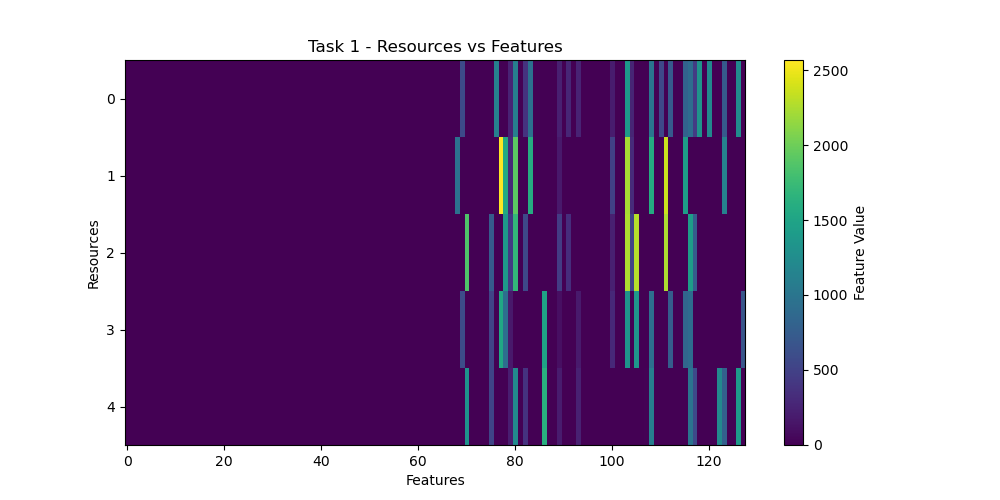 Task 1 - Resources vs Features
Resources
0
1
2
3
4
0 20 40 60 80 100 120
Features
2500
2000
1500
1000
500
0
Feature Value